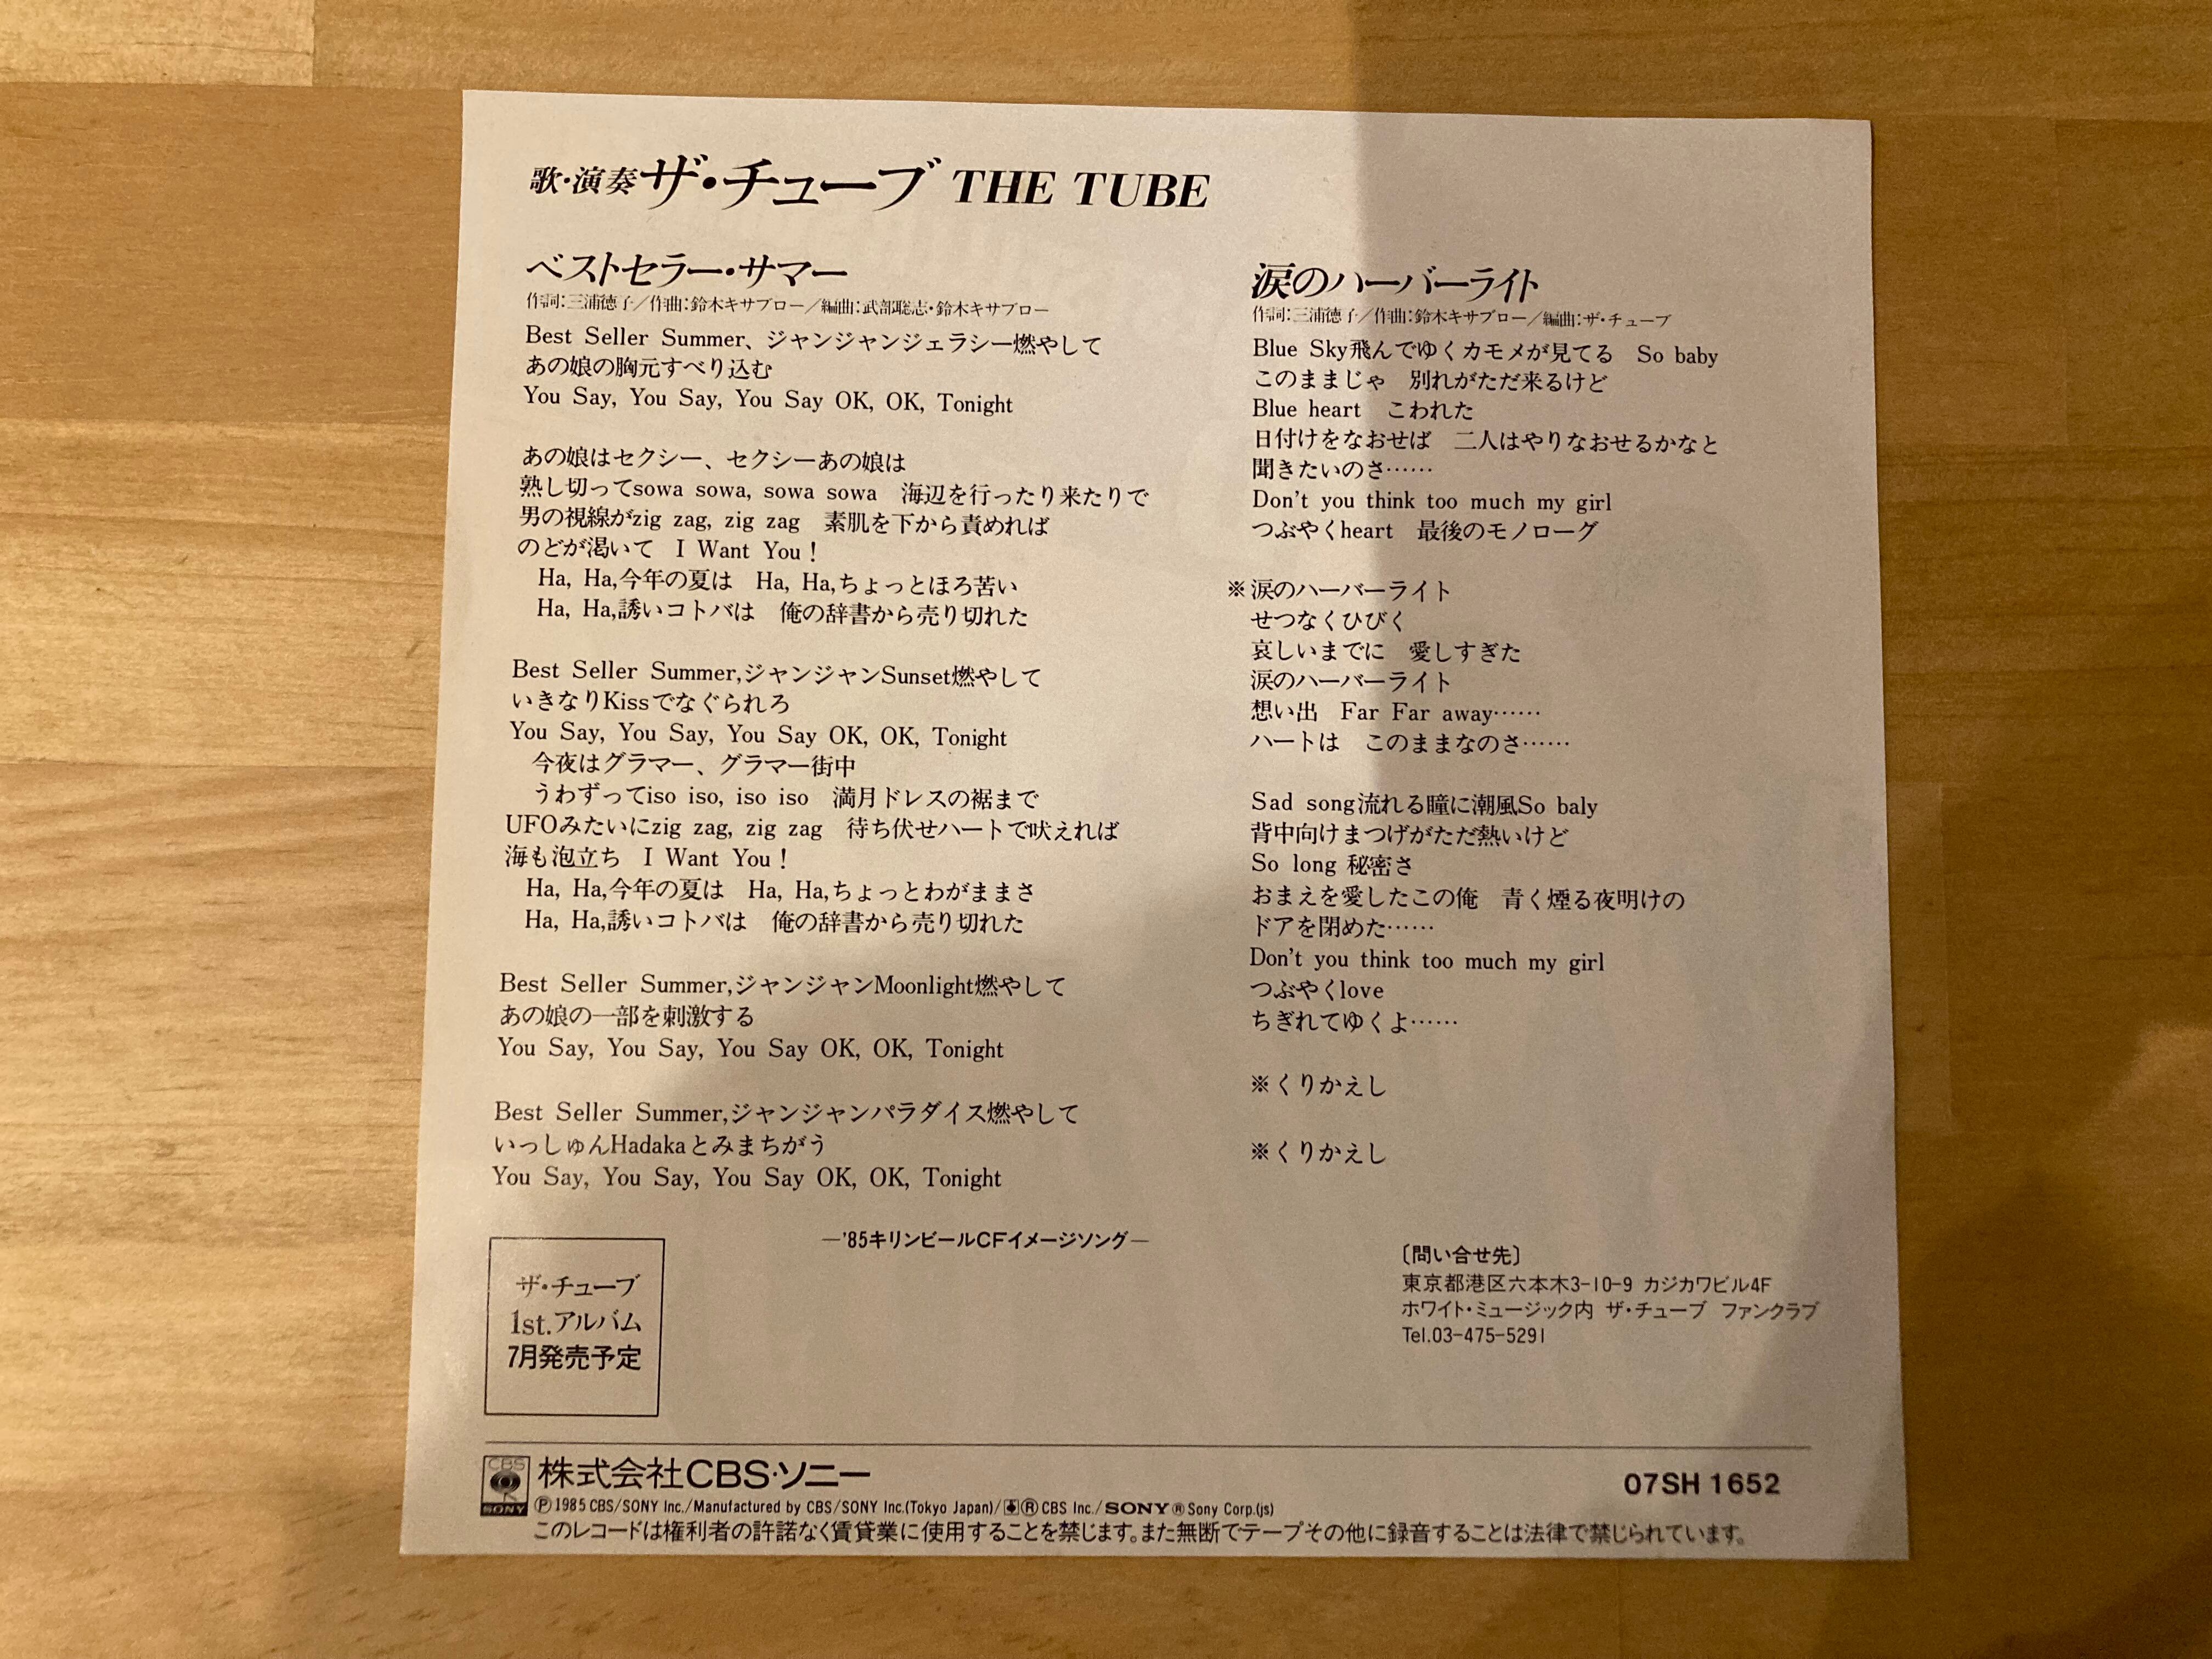 歌・演奏 ザ・チューブ THE TUBE
ベストセラー・サマー
作詞:三浦徳子／作曲:鈴木キサブロー／編曲:武部聡志・鈴木キサブロー
Best Seller Summer、ジャンジャンジェラシー燃やして
あの娘の胸元すべり込む
You Say, You Say, You Say OK, OK, Tonight
あの娘はセクシー、セクシーあの娘は
熟し切ってsowa sowa, sowa sowa　海辺を行ったり来たりで
男の視線がzig zag, zig zag　素肌を下から責めれば
のどが渇いて　I Want You！
Ha, Ha,今年の夏は　Ha, Ha,ちょっとほろ苦い
Ha, Ha,誘いコトバは　俺の辞書から売り切れた
Best Seller Summer,ジャンジャンSunset燃やして
いきなりKissでなぐられろ
You Say, You Say, You Say OK, OK, Tonight
今夜はグラマー、グラマー街中
うわずってiso iso, iso iso　満月ドレスの裾まで
UFOみたいにzig zag, zig zag　待ち伏せハートで吠えれば
海も泡立ち　I Want You！
Ha, Ha,今年の夏は　Ha, Ha,ちょっとわがままさ
Ha, Ha,誘いコトバは　俺の辞書から売り切れた
Best Seller Summer,ジャンジャンMoonlight燃やして
あの娘の一部を刺激する
You Say, You Say, You Say OK, OK, Tonight
Best Seller Summer,ジャンジャンパラダイス燃やして
いっしゅんHadakaとみまちがう
You Say, You Say, You Say OK, OK, Tonight
—'85キリンビールCFイメージソング—
涙のハーバーライト
作詞:三浦徳子／作曲:鈴木キサブロー／編曲:ザ・チューブ
Blue Sky飛んでゆくカモメが見てる　So baby
このままじゃ　別れがただ来るけど
Blue heart　こわれた
日付けをなおせば　二人はやりなおせるかなと
聞きたいのさ……
Don't you think too much my girl
つぶやくheart　最後のモノローグ
※涙のハーバーライト
せつなくひびく
哀しいまでに　愛しすぎた
涙のハーバーライト
想い出　Far Far away……
ハートは　このままなのさ……
Sad song流れる瞳に潮風So baly
背中向けまつげがただ熱いけど
So long 秘密さ
おまえを愛したこの俺　青く煙る夜明けの
ドアを閉めた……
Don't you think too much my girl
つぶやくlove
ちぎれてゆくよ……
※くりかえし
※くりかえし
ザ・チューブ
1st.アルバム
7月発売予定
〔問い合せ先〕
東京都港区六本木3-10-9 カジカワビル4F
ホワイト・ミュージック内　ザ・チューブ　ファンクラブ
Tel.03-475-5291
CBS
SONY
株式会社CBS・ソニー
07SH 1652
Ⓟ1985 CBS/SONY Inc./Manufactured by CBS/SONY Inc.(Tokyo Japan)/Ⓡ CBS Inc./SONY Ⓡ Sony Corp.(js)
このレコードは権利者の許諾なく賃貸業に使用することを禁じます。また無断でテープその他に録音することは法律で禁じられています。